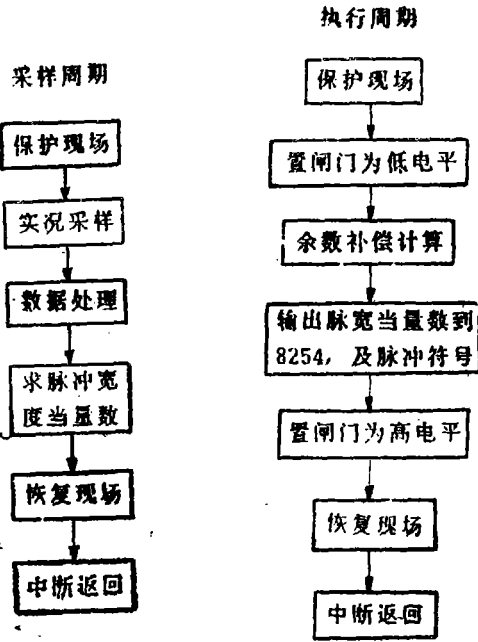 采样周期
保护现场
实况采样
数据处理
求脉冲宽
度当量数
恢复现场
中断返回
执行周期
保护现场
置闸门为低电平
余数补偿计算
输出脉宽当量数到
8254，及脉冲符号
置闸门为高电平
恢复现场
中断返回